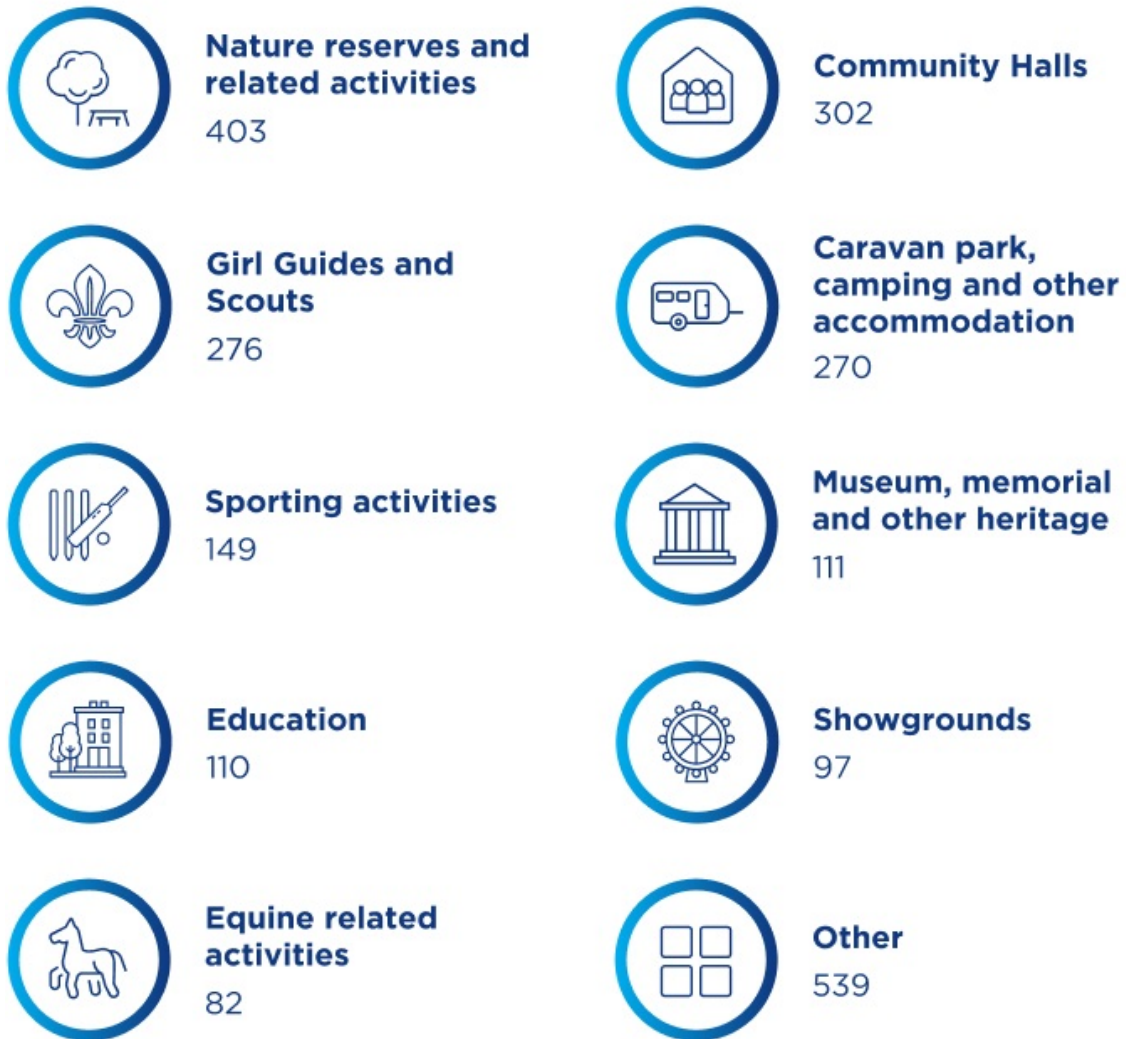 Nature reserves and
related activities
403
Community Halls
302
Girl Guides and
Scouts
276
Caravan park,
camping and other
accommodation
270
Sporting activities
149
Museum, memorial
and other heritage
111
Education
110
Showgrounds
97
Equine related
activities
82
Other
539